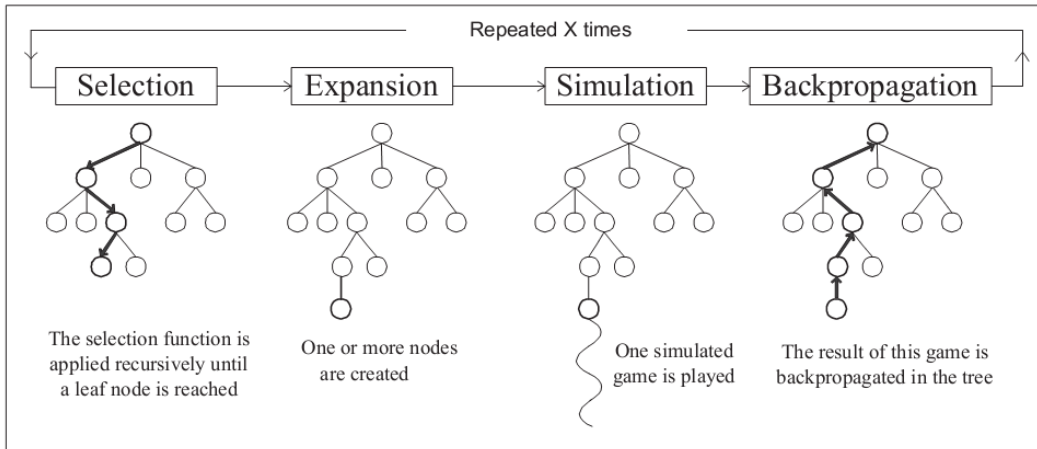 Repeated X times
Selection
Expansion
Simulation
Backpropagation
The selection function is
applied recursively until
a leaf node is reached
One or more nodes
are created
One simulated
game is played
The result of this game is
backpropagated in the tree